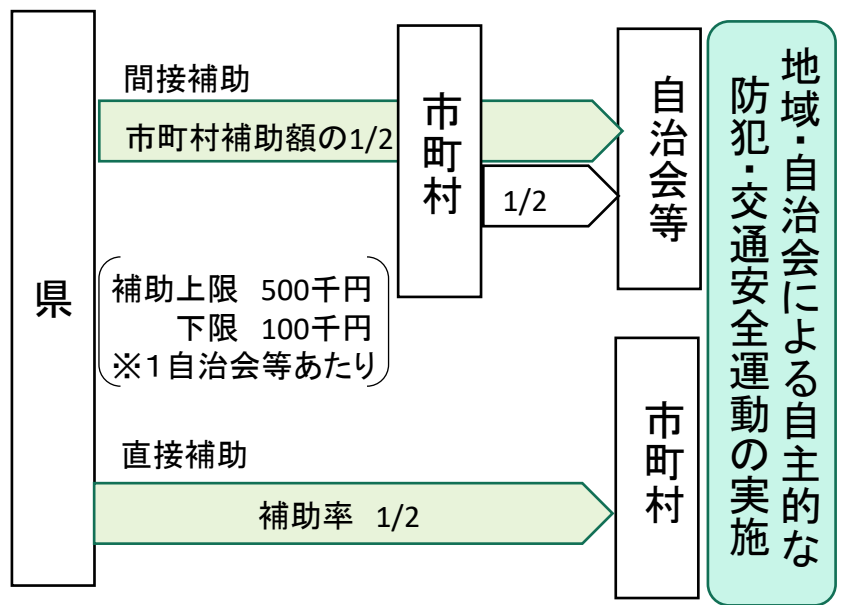 県
間接補助
市町村補助額の1/2
市町村
1/2
自治会等
補助上限 500千円
下限 100千円
※１自治会等あたり
直接補助
補助率 1/2
市町村
地域・自治会による自主的な
防犯・交通安全運動の実施